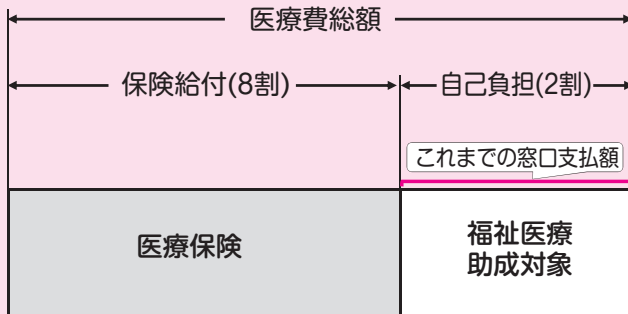 医療費総額
保険給付(8割)
自己負担(2割)
これまでの窓口支払額
医療保険
福祉医療
助成対象